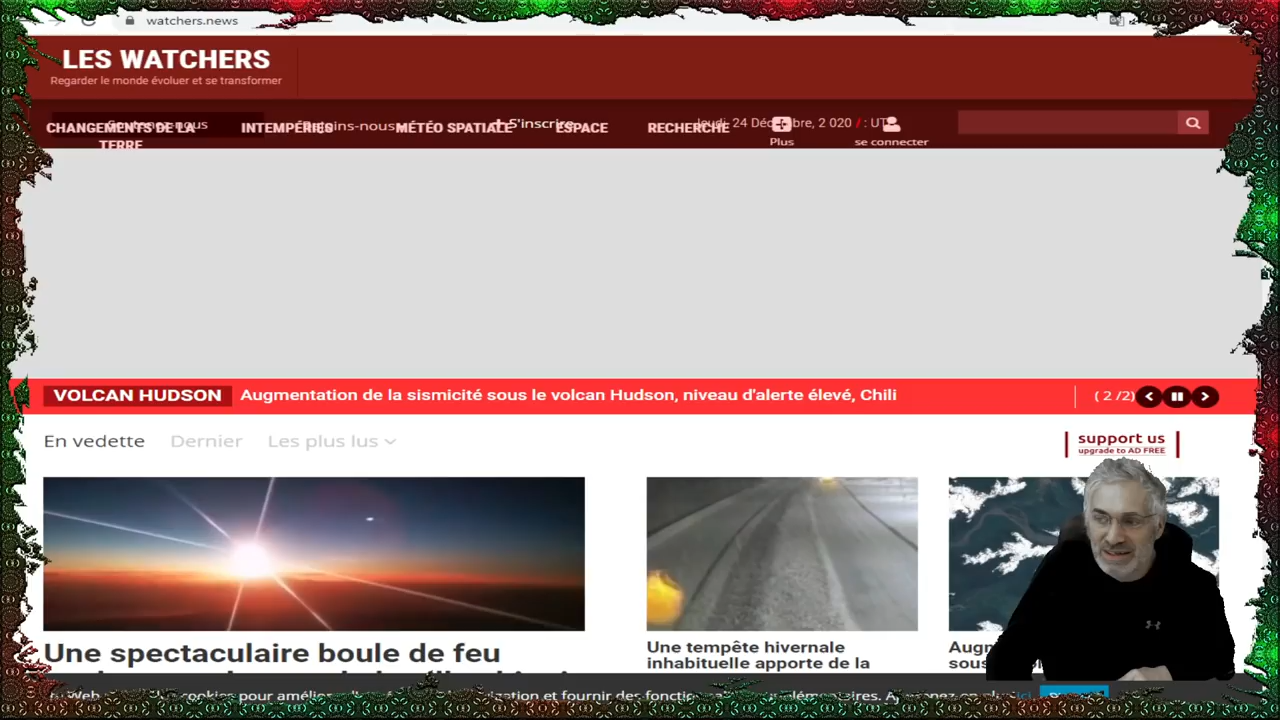 watchers.news
LES WATCHERS
Regarder le monde évoluer et se transformer
CHANGEMENTS DE LA
TERRE
INTEMPÉRIES
MÉTÉO SPATIALE
S'inscrire
ESPACE
RECHERCHE
Plus
se connecter
VOLCAN HUDSON Augmentation de la sismicité sous le volcan Hudson, niveau d'alerte élevé, Chili ( 2 /2)
En vedette Dernier Les plus lus
support us
upgrade to AD FREE
Une spectaculaire boule de feu
Une tempête hivernale
inhabituelle apporte de la